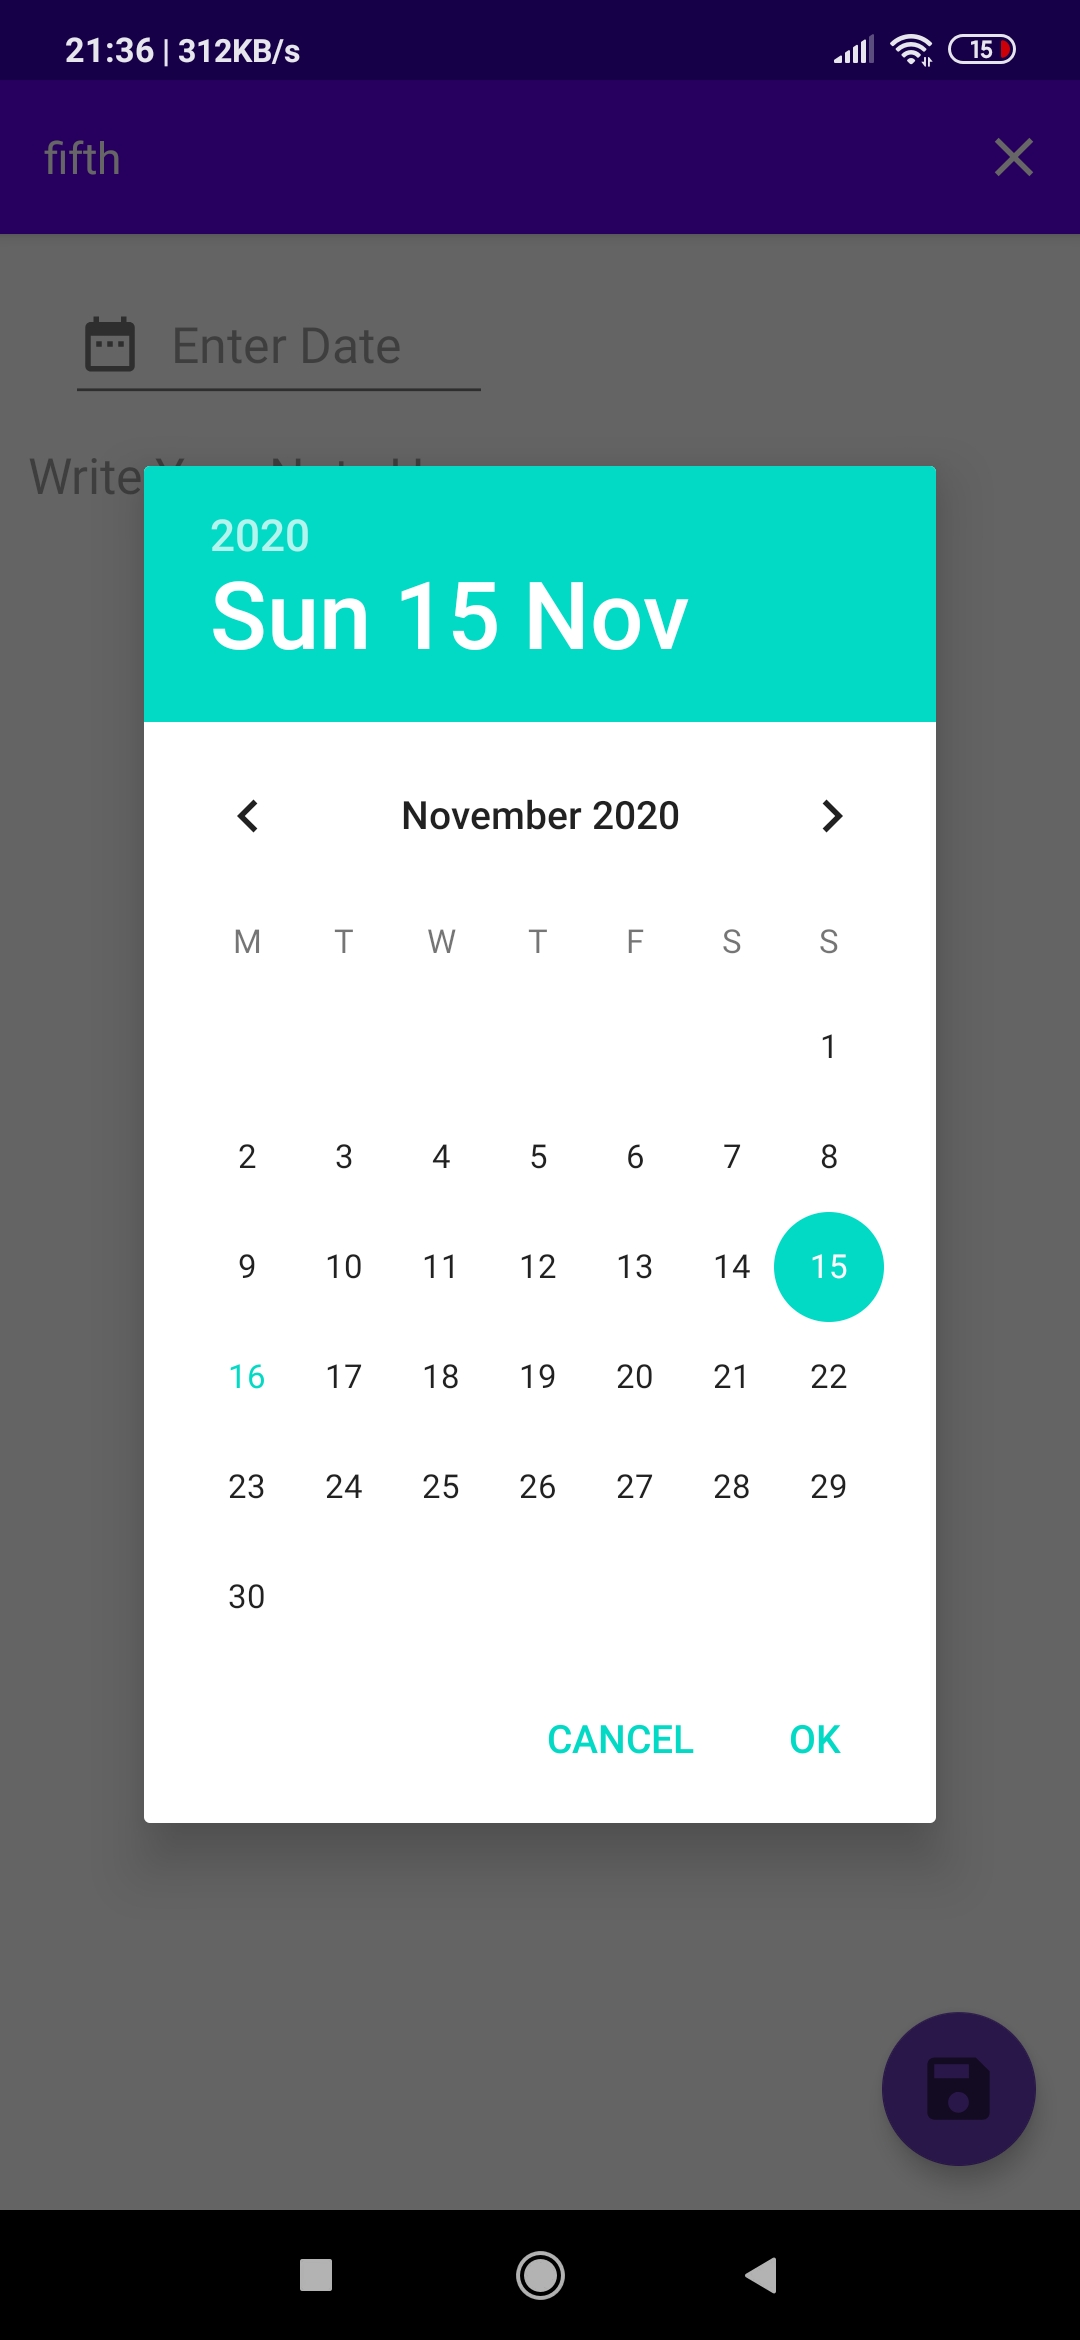 21:36 | 312KB/s 15
fifth
Enter Date
Write
2020
Sun 15 Nov
November 2020
M T W T F S S
1
2 3 4 5 6 7 8
9 10 11 12 13 14 15
16 17 18 19 20 21 22
23 24 25 26 27 28 29
30
CANCEL OK